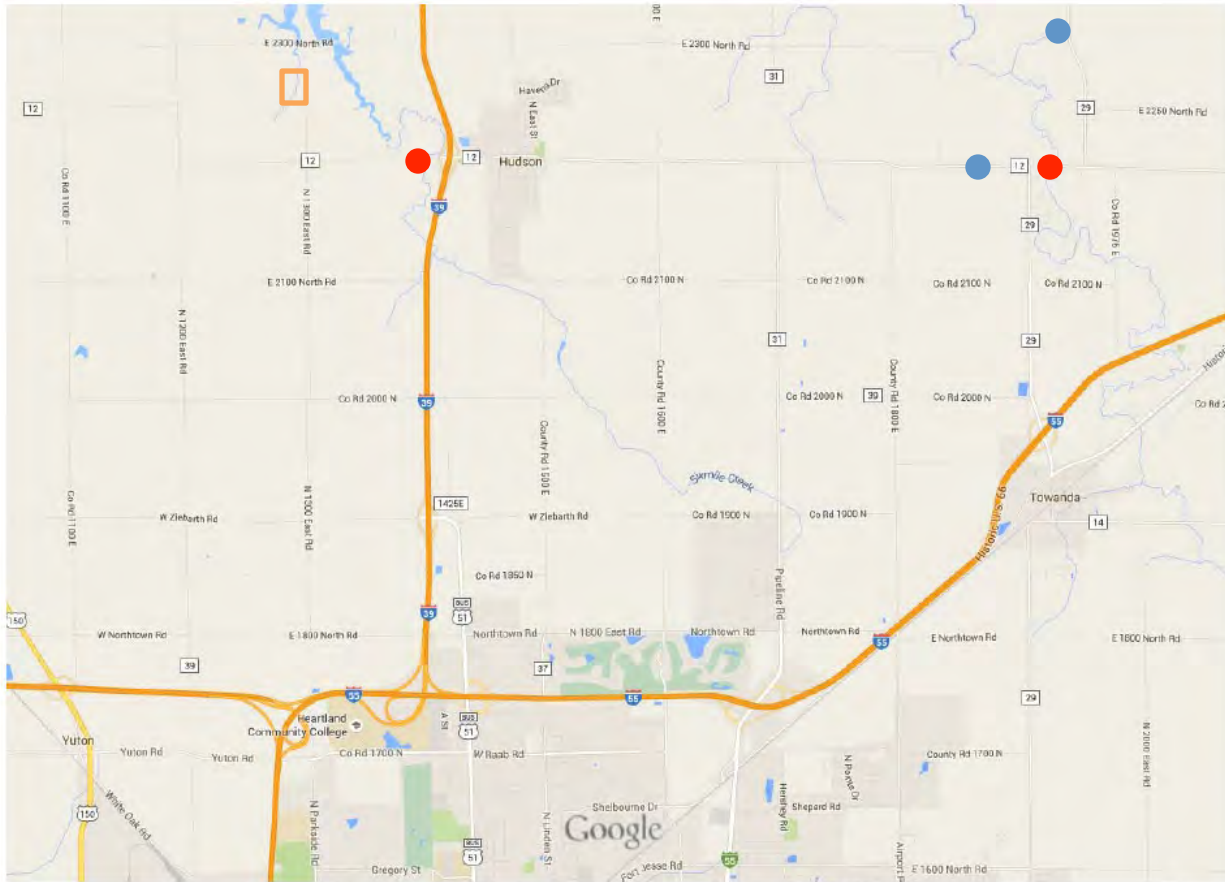 E 2300 North Rd
E 2300 North Rd
31
Haven Dr
12
29
E 2250 North Rd
N East St
12
12
Hudson
12
Co Rd 1100 E
N 1300 East Rd
39
29
Co Rd 1975 E
E 2100 North Rd
Co Rd 2100 N
Co Rd 2100 N
Co Rd 2100 N
Co Rd 2100 N
N 1200 East Rd
31
29
County Rd 1600 E
County Rd 1800 E
Co Rd 2000 N
39
Co Rd 2000 N
39
Co Rd 2000 N
55
County Rd 1500 E
Sixmile Creek
Co Rd 1100 E
N 1300 East Rd
1425E
Towanda
W Ziebarth Rd
W Ziebarth Rd
Co Rd 1900 N
Co Rd 1900 N
14
Historic U.S. 66
Co Rd 1850 N
Pipeline Rd
BUS
51
39
150
W Northtown Rd
E 1800 North Rd
Northtown Rd
N 1800 East Rd
Northtown Rd
Northtown Rd
55
E Northtown Rd
E 1800 North Rd
39
37
55
55
29
Heartland
Community College
A St
BUS
51
Yuton
Yuton Rd
Yuton Rd
Co Rd 1700 N
W Raab Rd
County Rd 1700 N
N 2000 East Rd
N Pointe Dr
150
White Oak Rd
N Parkside Rd
Shelbourne Dr
Hershey Rd
Shepard Rd
N Linden St
Google
BUS
51
Gregory St
55
E 1600 North Rd